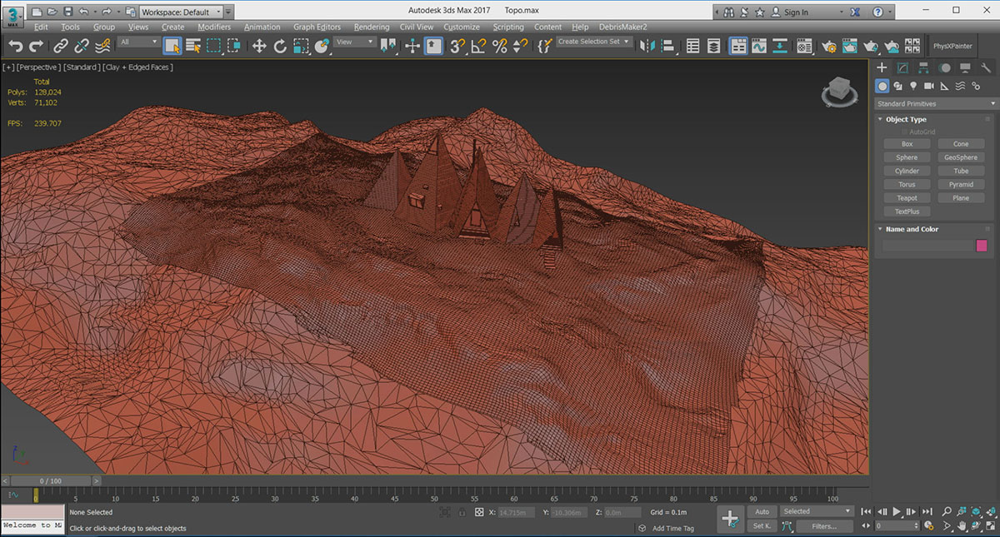 3
MAX
Workspace: Default
Autodesk 3ds Max 2017 Topo.max
Sign In
Edit Tools Group Views Create Modifiers Animation Graph Editors Rendering Civil View Customize Scripting Content Help DebrisMaker2
All
View
3
Create Selection Set
PhysXPainter
[+] [Perspective ] [Standard ] [Clay + Edged Faces ]
Total
Polys: 128,024
Verts: 71,102
FPS: 239.707
Standard Primitives
Object Type
AutoGrid
Box Cone
Sphere GeoSphere
Cylinder Tube
Torus Pyramid
Teapot Plane
TextPlus
Name and Color
z
< 0 / 100 >
0 5 10 15 20 25 30 35 40 45 50 55 60 65 70 75 80 85 90 95 100
None Selected
X: 14.715m Y: -10.306m Z: 0.0m Grid = 0.1m
Auto Selected
Welcome to MA
Click or click-and-drag to select objects
Add Time Tag
Set K. Filters...
0